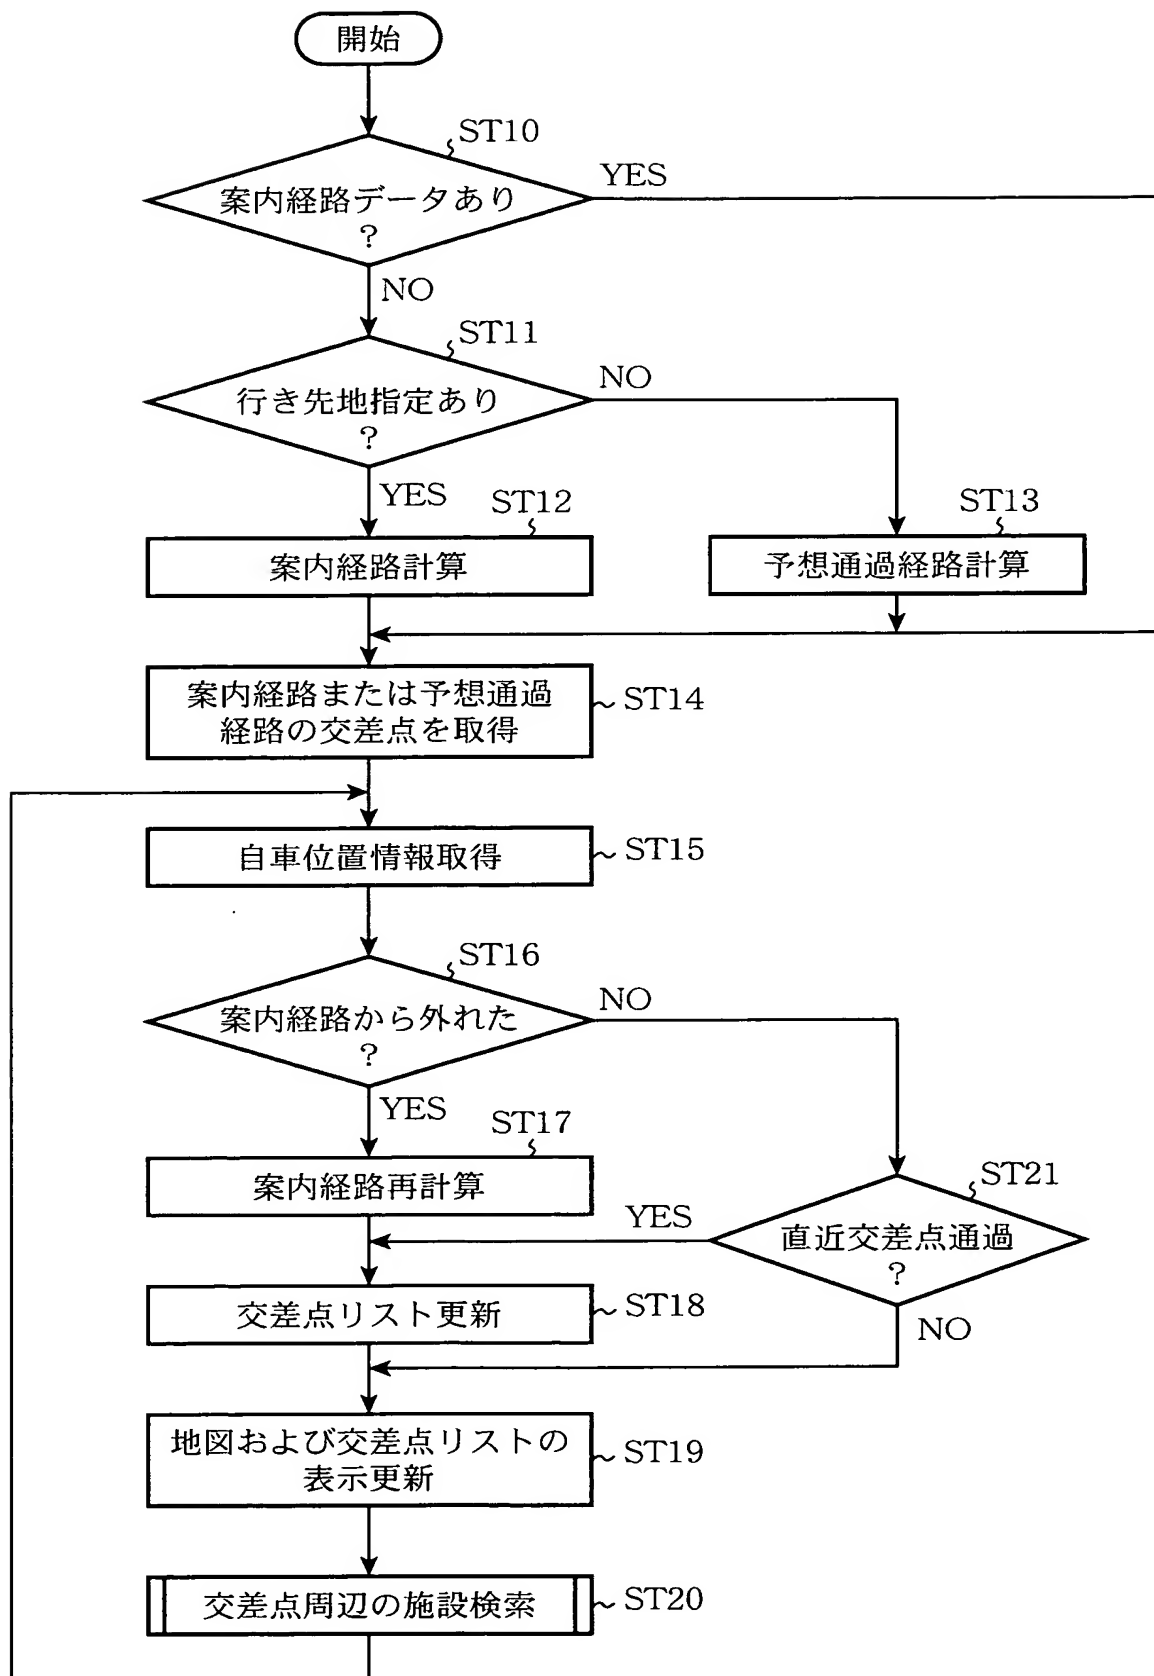 開始
ST10
案内経路データあり
?
YES
NO
ST11
行き先地指定あり
?
NO
YES
ST12
案内経路計算
ST13
予想通過経路計算
案内経路または予想通過
経路の交差点を取得
ST14
自車位置情報取得
ST15
ST16
案内経路から外れた
?
NO
YES
ST17
案内経路再計算
ST21
直近交差点通過
?
YES
NO
交差点リスト更新
ST18
地図および交差点リストの
表示更新
ST19
交差点周辺の施設検索
ST20